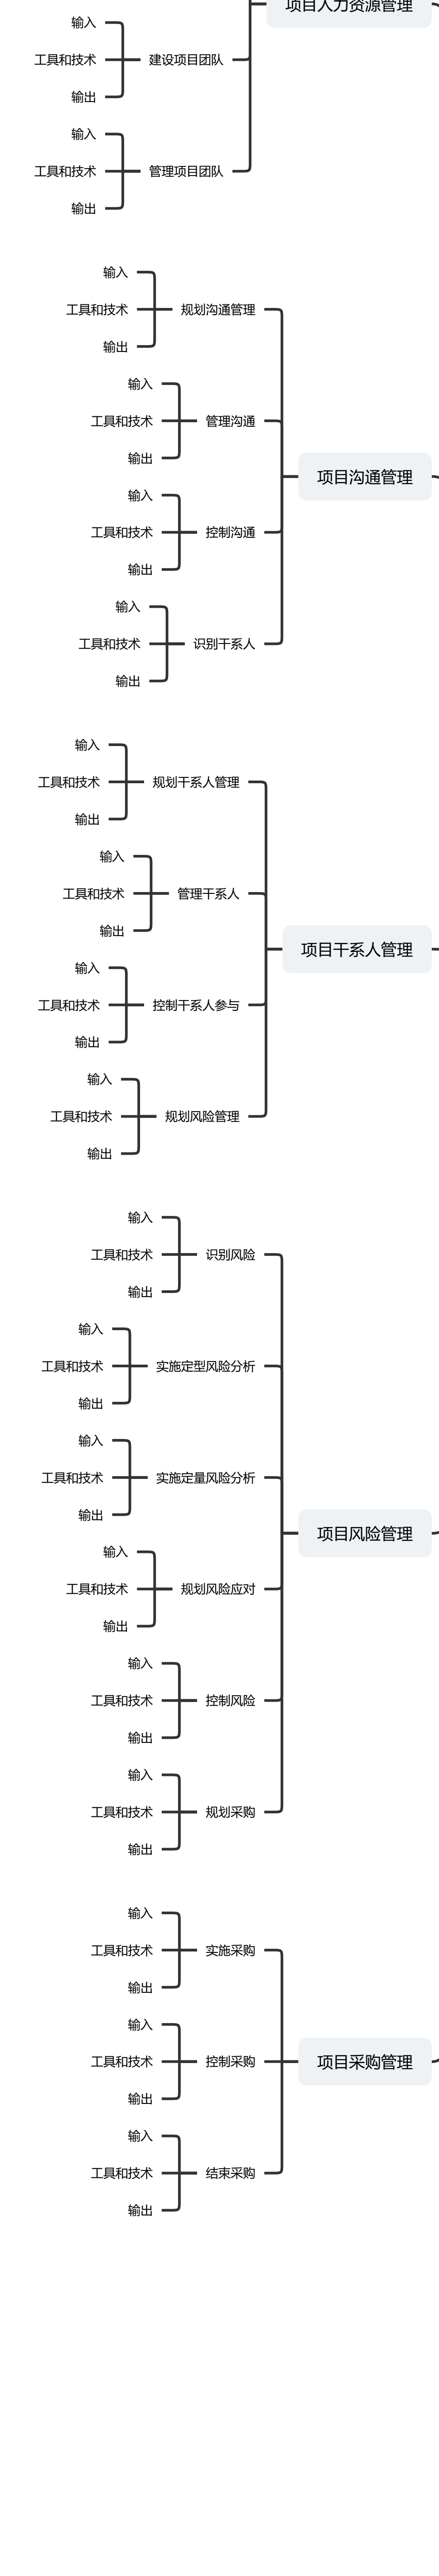 项目人力资源管理
输入
工具和技术
建设项目团队
输出
输入
工具和技术
管理项目团队
输出
输入
工具和技术
规划沟通管理
输出
输入
工具和技术
管理沟通
输出
项目沟通管理
输入
工具和技术
控制沟通
输出
输入
工具和技术
识别干系人
输出
输入
工具和技术
规划干系人管理
输出
输入
工具和技术
管理干系人
输出
项目干系人管理
输入
工具和技术
控制干系人参与
输出
输入
工具和技术
规划风险管理
输出
输入
工具和技术
识别风险
输出
输入
工具和技术
实施定型风险分析
输出
输入
工具和技术
实施定量风险分析
输出
项目风险管理
输入
工具和技术
规划风险应对
输出
输入
工具和技术
控制风险
输出
输入
工具和技术
规划采购
输出
输入
工具和技术
实施采购
输出
输入
工具和技术
控制采购
项目采购管理
输出
输入
工具和技术
结束采购
输出